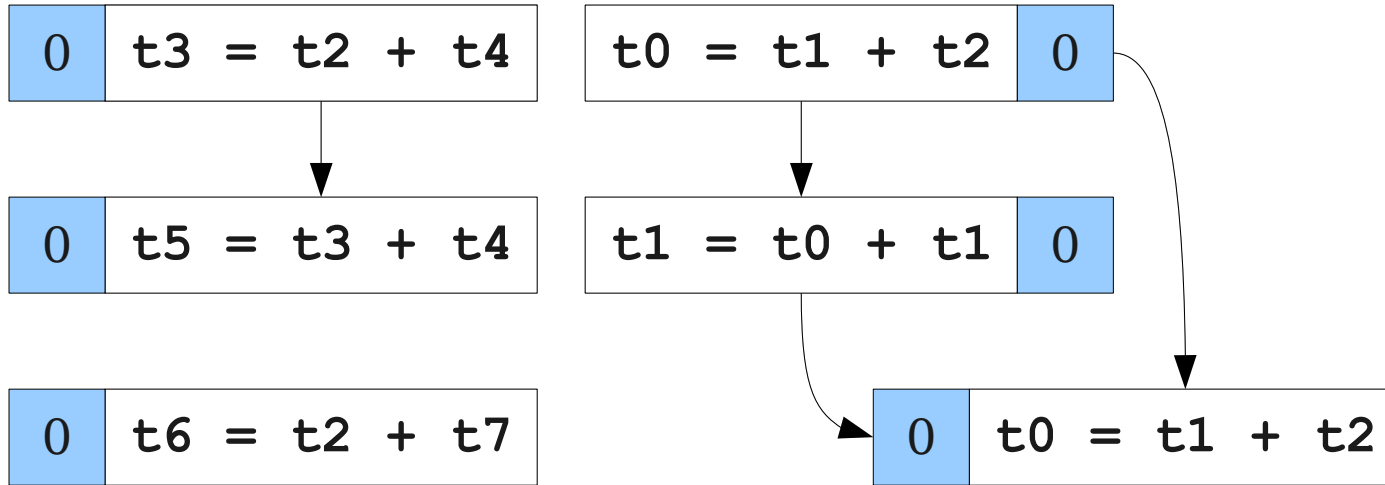 0 t3 = t2 + t4
t0 = t1 + t2 0
0 t5 = t3 + t4
t1 = t0 + t1 0
0 t6 = t2 + t7
0 t0 = t1 + t2